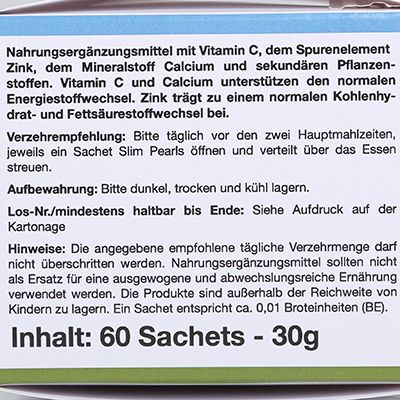 Nahrungsergänzungsmittel mit Vitamin C, dem Spurenelement
Zink, dem Mineralstoff Calcium und sekundären Pflanzen-
stoffen. Vitamin C und Calcium unterstützen den normalen
Energiestoffwechsel. Zink trägt zu einem normalen Kohlenhy-
drat- und Fettsäurestoffwechsel bei.
Verzehrempfehlung: Bitte täglich vor den zwei Hauptmahlzeiten,
jeweils ein Sachet Slim Pearls öffnen und verteilt über das Essen
streuen.
Aufbewahrung: Bitte dunkel, trocken und kühl lagern.
Los-Nr./mindestens haltbar bis Ende: Siehe Aufdruck auf der
Kartonage
Hinweise: Die angegebene empfohlene tägliche Verzehrmenge darf
nicht überschritten werden. Nahrungsergänzungsmittel sollten nicht
als Ersatz für eine ausgewogene und abwechslungsreiche Ernährung
verwendet werden. Die Produkte sind außerhalb der Reichweite von
Kindern zu lagern. Ein Sachet entspricht ca. 0,01 Broteinheiten (BE).
Inhalt: 60 Sachets - 30g